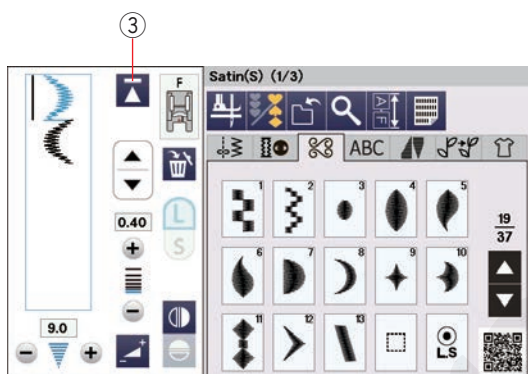 3
F
Satin(S) (1/3)
A F
ABC
L
S
0.40
9.0
1 2 3 4 5
6 7 8 9 10
11 12 13
L.S
19
37